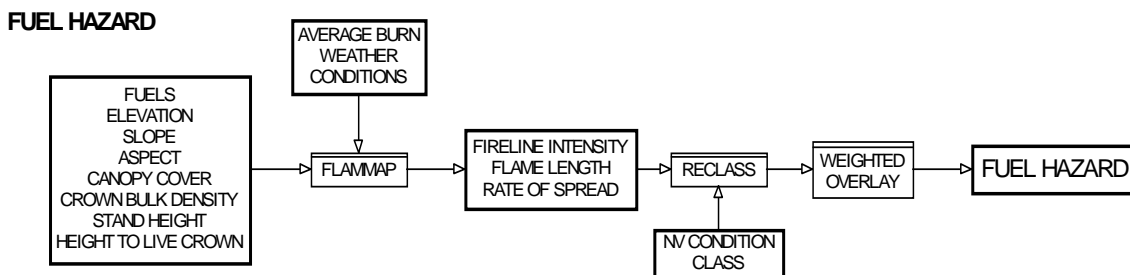 FUEL HAZARD
AVERAGE BURN
WEATHER
CONDITIONS
FUELS
ELEVATION
SLOPE
ASPECT
CANOPY COVER
CROWN BULK DENSITY
STAND HEIGHT
HEIGHT TO LIVE CROWN
FLAMMAP
FIRELINE INTENSITY
FLAME LENGTH
RATE OF SPREAD
RECLASS
NV CONDITION
CLASS
WEIGHTED
OVERLAY
FUEL HAZARD